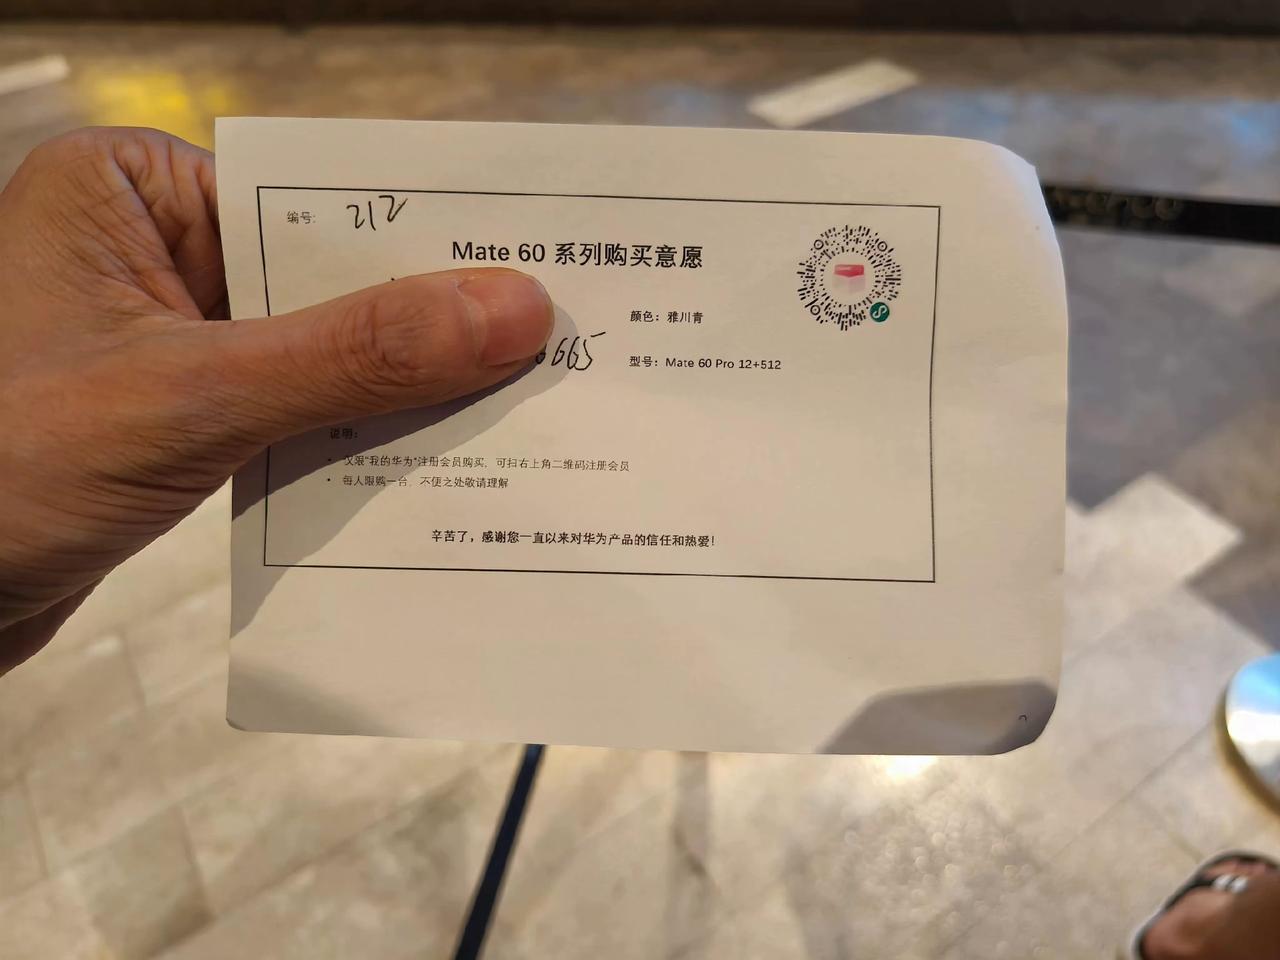 编号: 212
Mate 60 系列购买意愿
颜色：雅川青
665 型号：Mate 60 Pro 12+512
说明：
• 仅限“我的华为”注册会员购买，可扫右上角二维码注册会员
• 每人限购一台，不便之处敬请理解
辛苦了，感谢您一直以来对华为产品的信任和热爱！